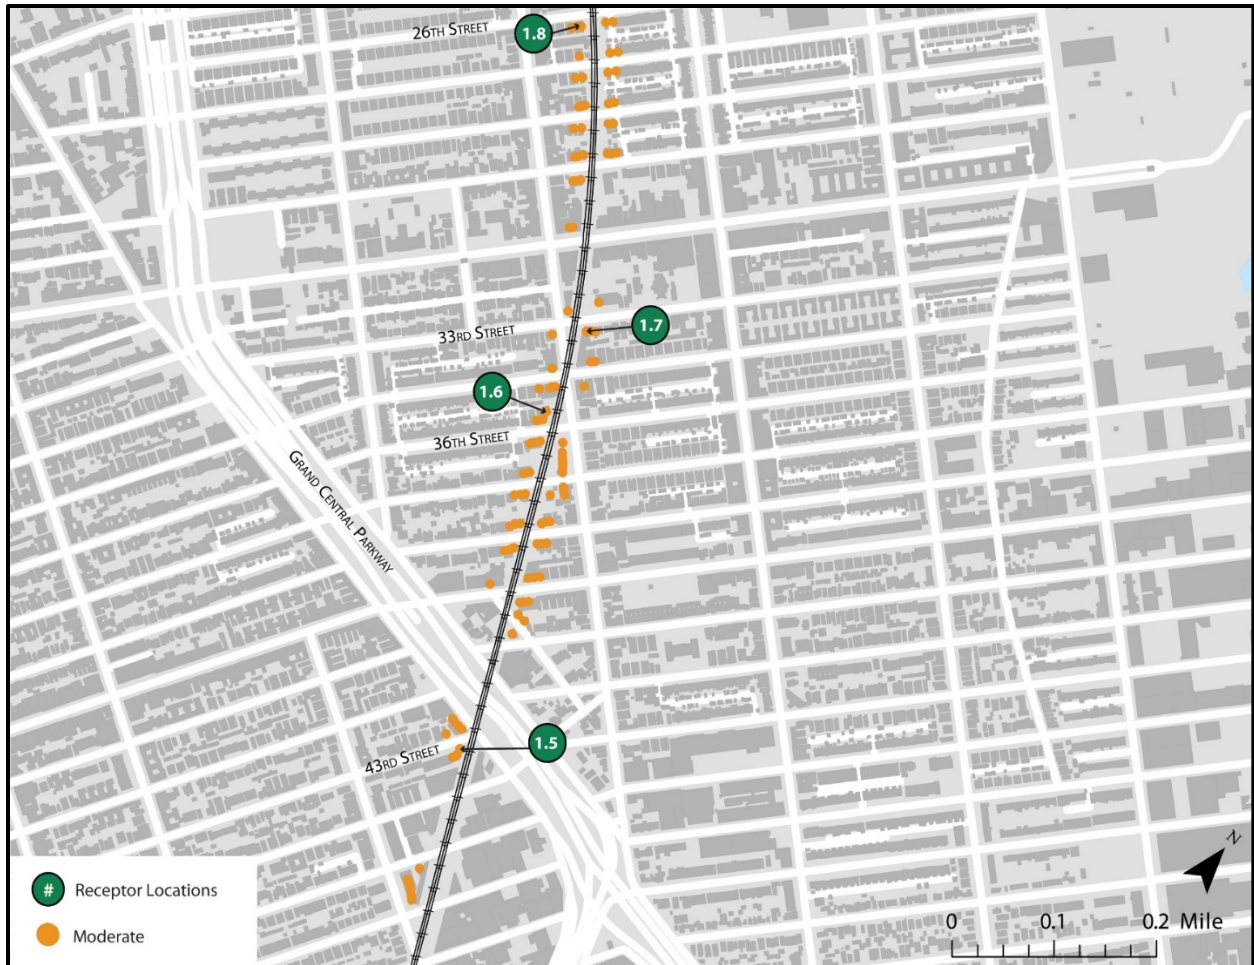 26TH STREET
1.8
33RD STREET
1.7
1.6
36TH STREET
GRAND CENTRAL PARKWAY
43RD STREET
1.5
# Receptor Locations
Moderate
N
0 0.1 0.2 Mile